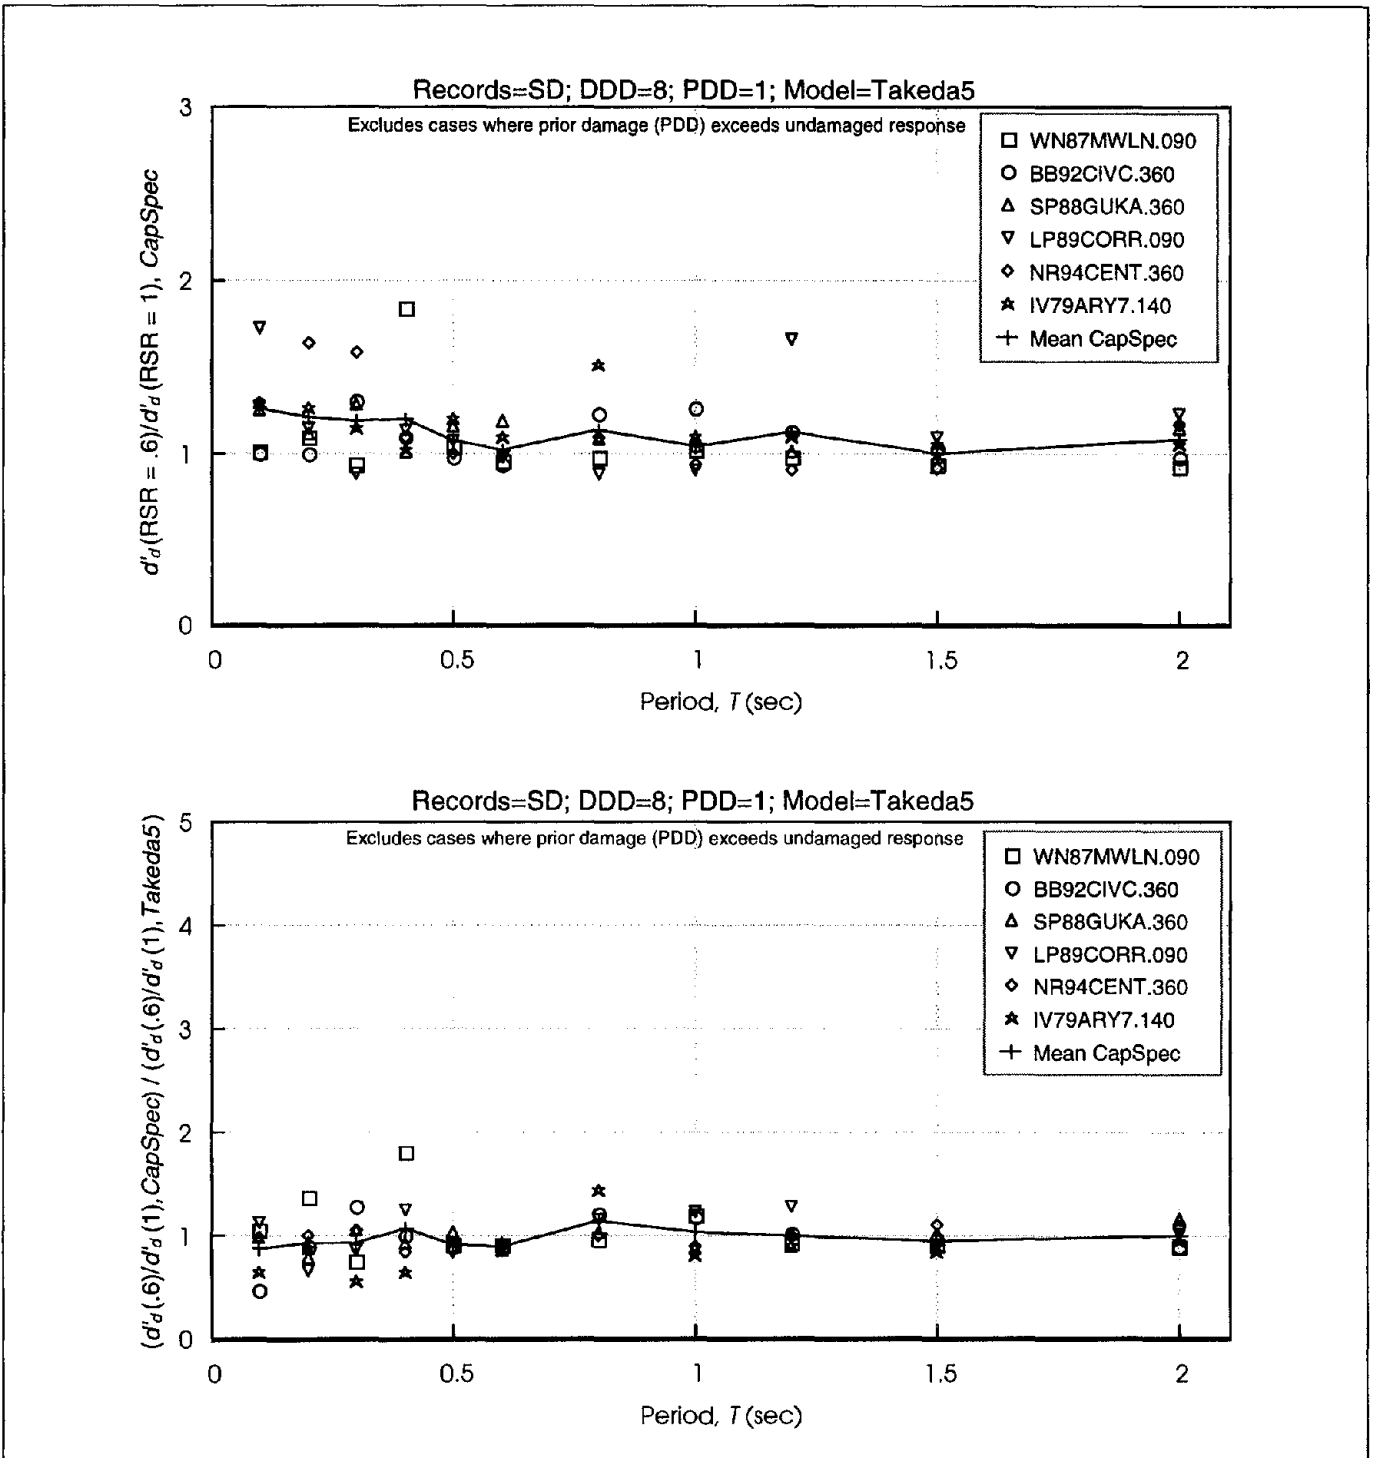 Records=SD; DDD=8; PDD=1; Model=Takeda5
Excludes cases where prior damage (PDD) exceeds undamaged response
3
2
1
0
d'd (RSR = .6)/d'd (RSR = 1), CapSpec
WN87MWLN.090
BB92CIVC.360
SP88GUKA.360
LP89CORR.090
NR94CENT.360
IV79ARY7.140
Mean CapSpec
0 0.5 1 1.5 2
Period, T (sec)
Records=SD; DDD=8; PDD=1; Model=Takeda5
Excludes cases where prior damage (PDD) exceeds undamaged response
5
4
3
2
1
0
(d'd (.6)/d'd (1), CapSpec) / (d'd (.6)/d'd (1), Takeda5)
WN87MWLN.090
BB92CIVC.360
SP88GUKA.360
LP89CORR.090
NR94CENT.360
IV79ARY7.140
Mean CapSpec
0 0.5 1 1.5 2
Period, T (sec)